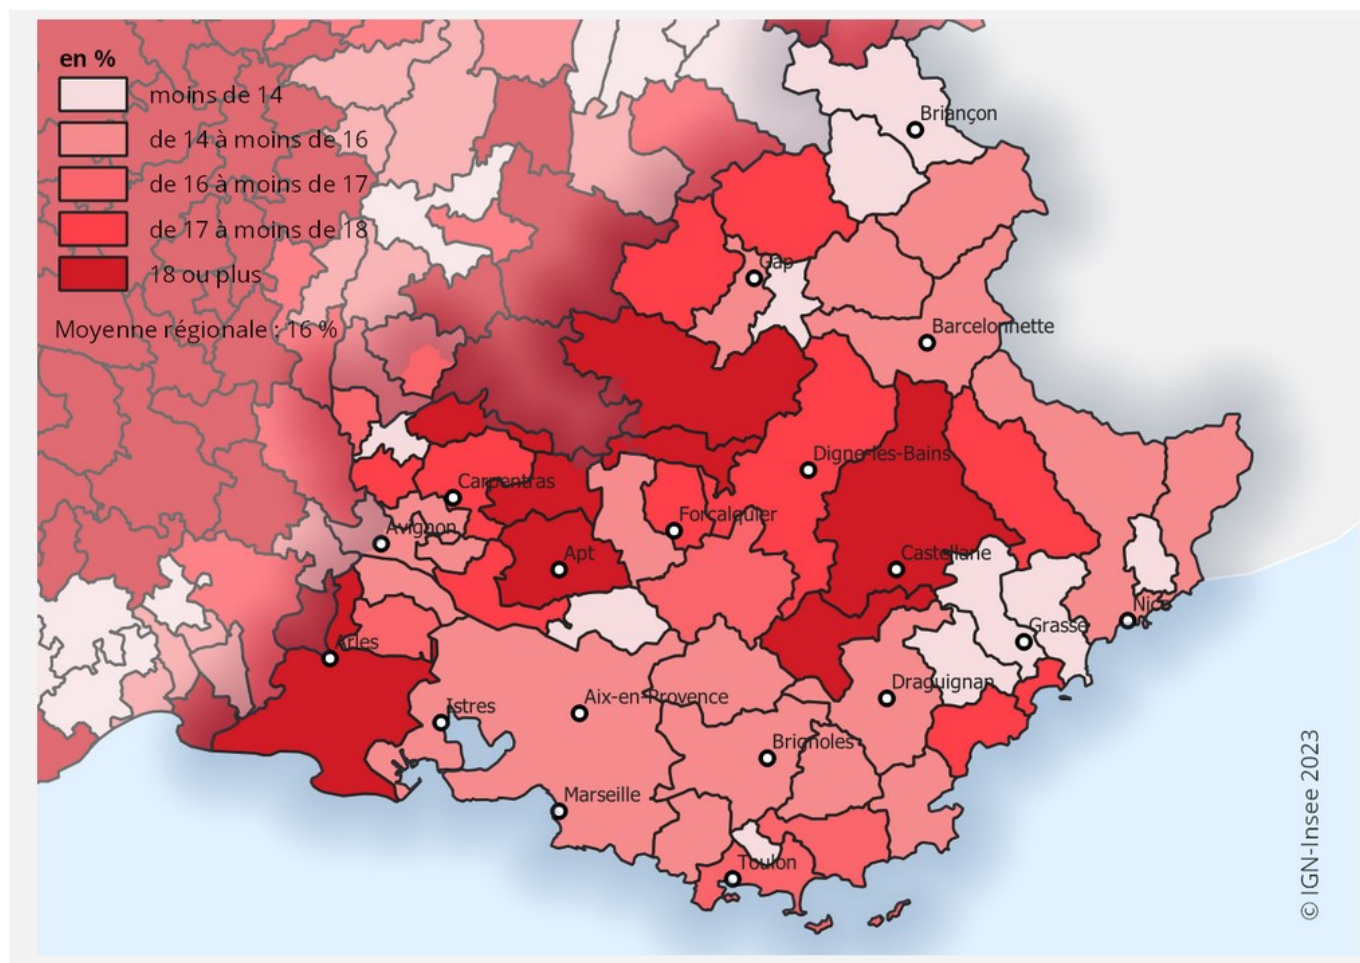 en %
moins de 14
de 14 à moins de 16
de 16 à moins de 17
de 17 à moins de 18
18 ou plus
Moyenne régionale : 16 %
Briançon
Gap
Barcelonnette
Digne-les-Bains
Carpentras
Forcalquier
Avignon
Apt
Castellane
Nice
Grasse
Arles
Draguignan
Istres
Aix-en-Provence
Brignoles
Marseille
Toulon
© IGN-Insee 2023